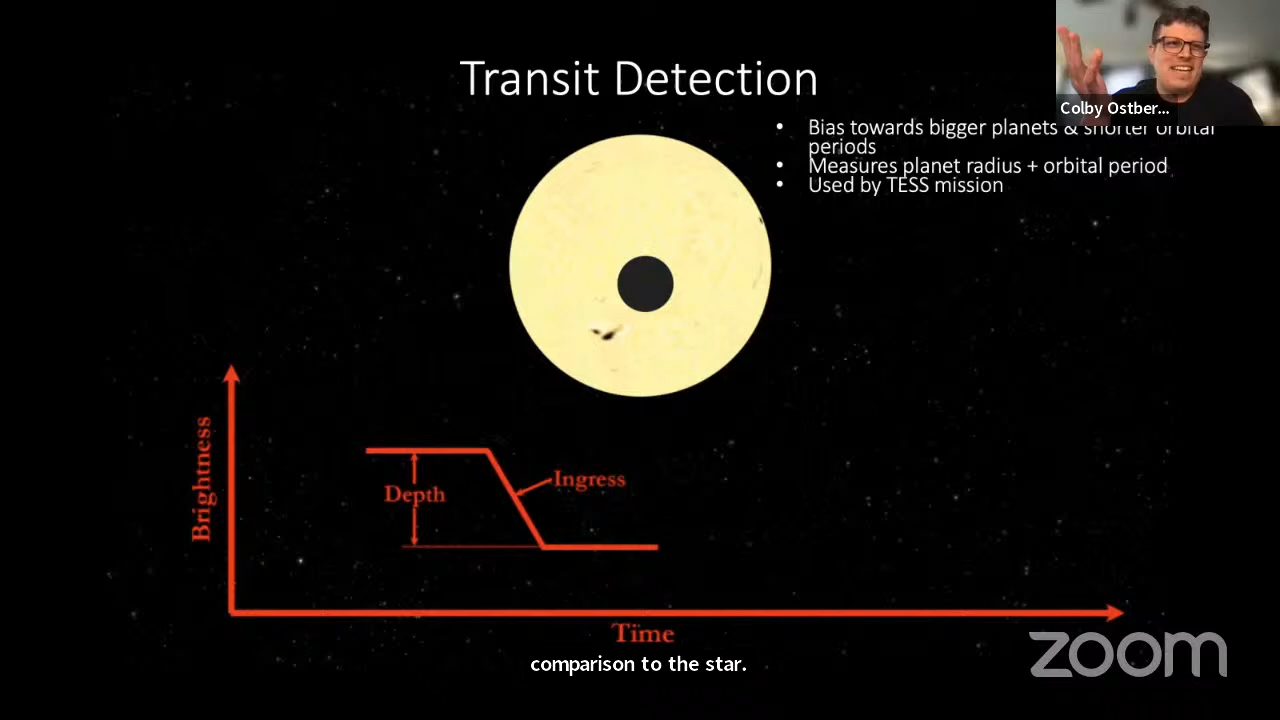 Transit Detection
Colby Ostber...
• Bias towards bigger planets & shorter orbital
periods
• Measures planet radius + orbital period
• Used by TESS mission
Brightness
Depth
Ingress
Time
zoom
comparison to the star.